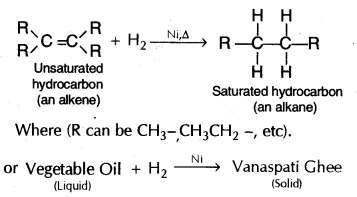 R R H H
C=C + H₂ Ni,Δ → R–C–C–R
R R H H
Unsaturated hydrocarbon (an alkene)
Saturated hydrocarbon (an alkane)
Where (R can be CH₃–,CH₃CH₂ –, etc).
or Vegetable Oil + H₂ Ni → Vanaspati Ghee
(Liquid) (Solid)